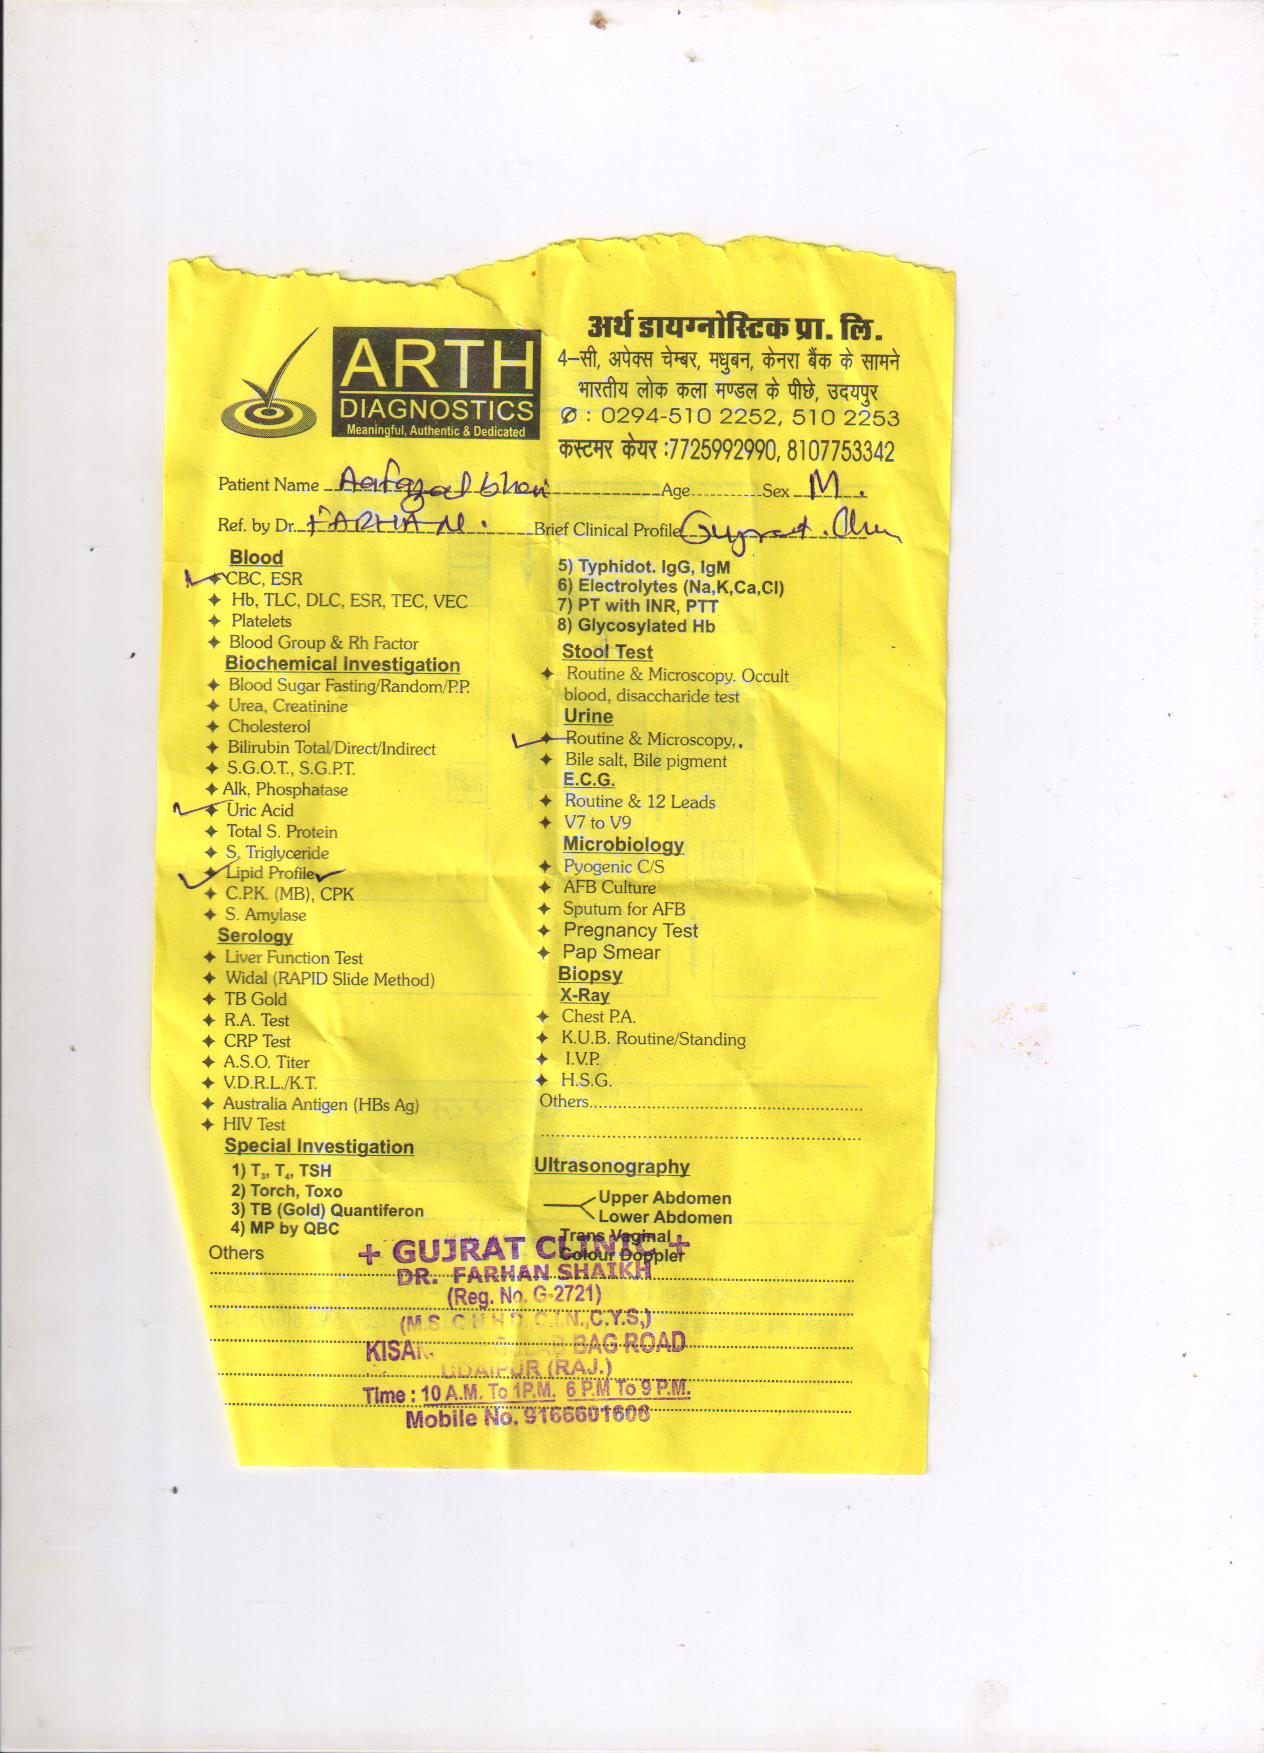 ARTH
DIAGNOSTICS
Meaningful, Authentic & Dedicated
अर्थ डायग्नोस्टिक प्रा. लि.
4-सी, अपेक्स चेम्बर, मधुबन, केनरा बैंक के सामने
भारतीय लोक कला मण्डल के पीछे, उदयपुर
✆ : 0294-510 2252, 510 2253
कस्टमर केयर :7725992990, 8107753342
Patient Name Age Sex M.
Ref. by Dr. FARHAN. Brief Clinical Profile
Blood
CBC, ESR
Hb, TLC, DLC, ESR, TEC, VEC
Platelets
Blood Group & Rh Factor
Biochemical Investigation
Blood Sugar Fasting/Random/P.P.
Urea, Creatinine
Cholesterol
Bilirubin Total/Direct/Indirect
S.G.O.T., S.G.P.T.
Alk, Phosphatase
Uric Acid
Total S. Protein
S, Triglyceride
Lipid Profile
C.P.K. (MB), CPK
S. Amylase
Serology
Liver Function Test
Widal (RAPID Slide Method)
TB Gold
R.A. Test
CRP Test
A.S.O. Titer
V.D.R.L./K.T.
Australia Antigen (HBs Ag)
HIV Test
Special Investigation
1) T3, T4, TSH
2) Torch, Toxo
3) TB (Gold) Quantiferon
4) MP by QBC
Others
5) Typhidot. IgG, IgM
6) Electrolytes (Na,K,Ca,Cl)
7) PT with INR, PTT
8) Glycosylated Hb
Stool Test
Routine & Microscopy. Occult
blood, disaccharide test
Urine
Routine & Microscopy,.
Bile salt, Bile pigment
E.C.G.
Routine & 12 Leads
V7 to V9
Microbiology
Pyogenic C/S
AFB Culture
Sputum for AFB
Pregnancy Test
Pap Smear
Biopsy
X-Ray
Chest P.A.
K.U.B. Routine/Standing
I.V.P.
H.S.G.
Others
Ultrasonography
Upper Abdomen
Lower Abdomen
Trans Vaginal
Colour Doppler
+ GUJRAT CLINIC +
DR. FARHAN SHAIKH
(Reg. No. G-2721)
(M.S. C.I.N.,C.Y.S,)
BAG ROAD
UDAIPUR (RAJ.)
Time : 10 A.M. To 1P.M. 6 P.M To 9 P.M.
Mobile No. 9166601608